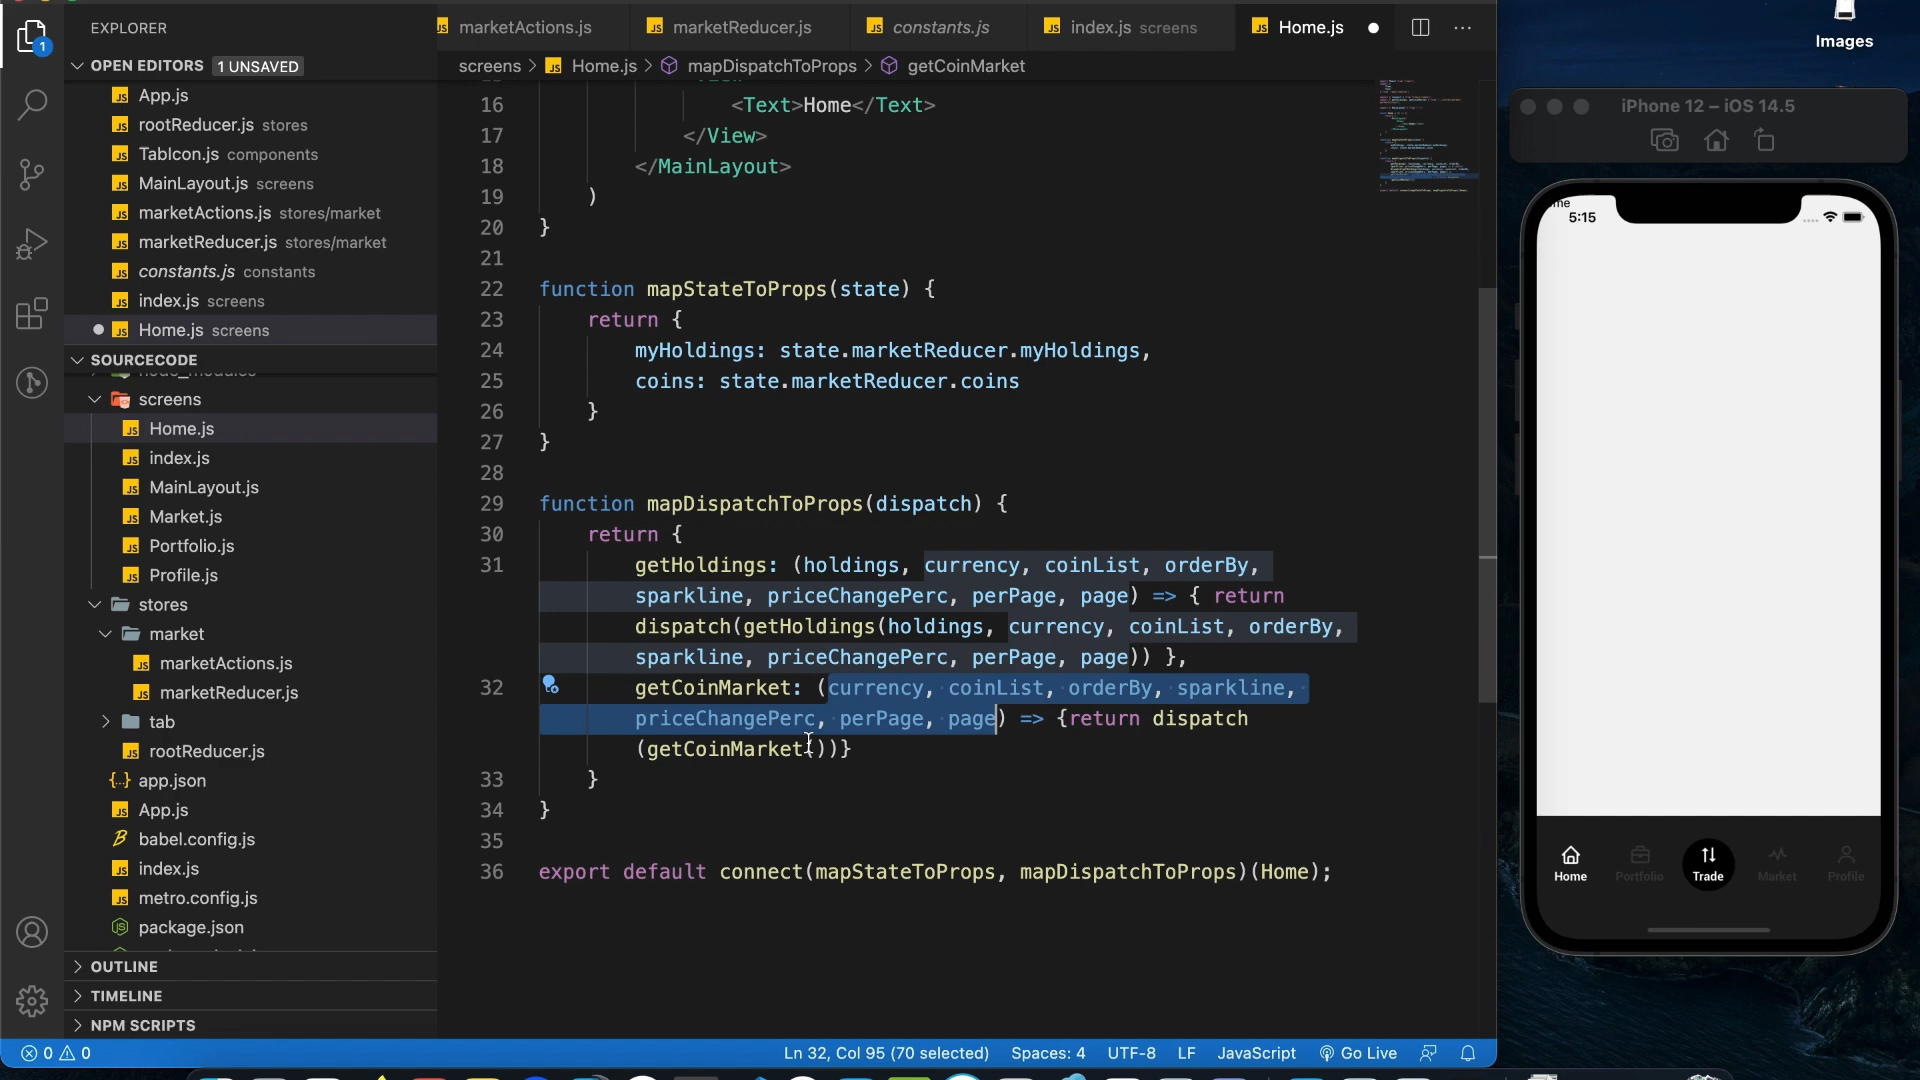 EXPLORER
marketActions.js
marketReducer.js
constants.js
index.js screens
Home.js
Images
OPEN EDITORS 1 UNSAVED
screens > Home.js > mapDispatchToProps > getCoinMarket
App.js
rootReducer.js stores
TabIcon.js components
MainLayout.js screens
marketActions.js stores/market
marketReducer.js stores/market
constants.js constants
index.js screens
Home.js screens
SOURCECODE
node_modules
screens
Home.js
index.js
MainLayout.js
Market.js
Portfolio.js
Profile.js
stores
market
marketActions.js
marketReducer.js
tab
rootReducer.js
app.json
App.js
babel.config.js
index.js
metro.config.js
package.json
OUTLINE
TIMELINE
NPM SCRIPTS
16 <Text>Home</Text>
17 </View>
18 </MainLayout>
19 )
20 }
21
22 function mapStateToProps(state) {
23 return {
24 myHoldings: state.marketReducer.myHoldings,
25 coins: state.marketReducer.coins
26 }
27 }
28
29 function mapDispatchToProps(dispatch) {
30 return {
31 getHoldings: (holdings, currency, coinList, orderBy,
sparkline, priceChangePerc, perPage, page) => { return
dispatch(getHoldings(holdings, currency, coinList, orderBy,
sparkline, priceChangePerc, perPage, page)) },
32 getCoinMarket: (currency, coinList, orderBy, sparkline,
priceChangePerc, perPage, page) => {return dispatch
(getCoinMarket())}
33 }
34 }
35
36 export default connect(mapStateToProps, mapDispatchToProps)(Home);
iPhone 12 – iOS 14.5
5:15
Home
Portfolio
Trade
Market
Profile
0 0
Ln 32, Col 95 (70 selected)
Spaces: 4
UTF-8
LF
JavaScript
Go Live
1